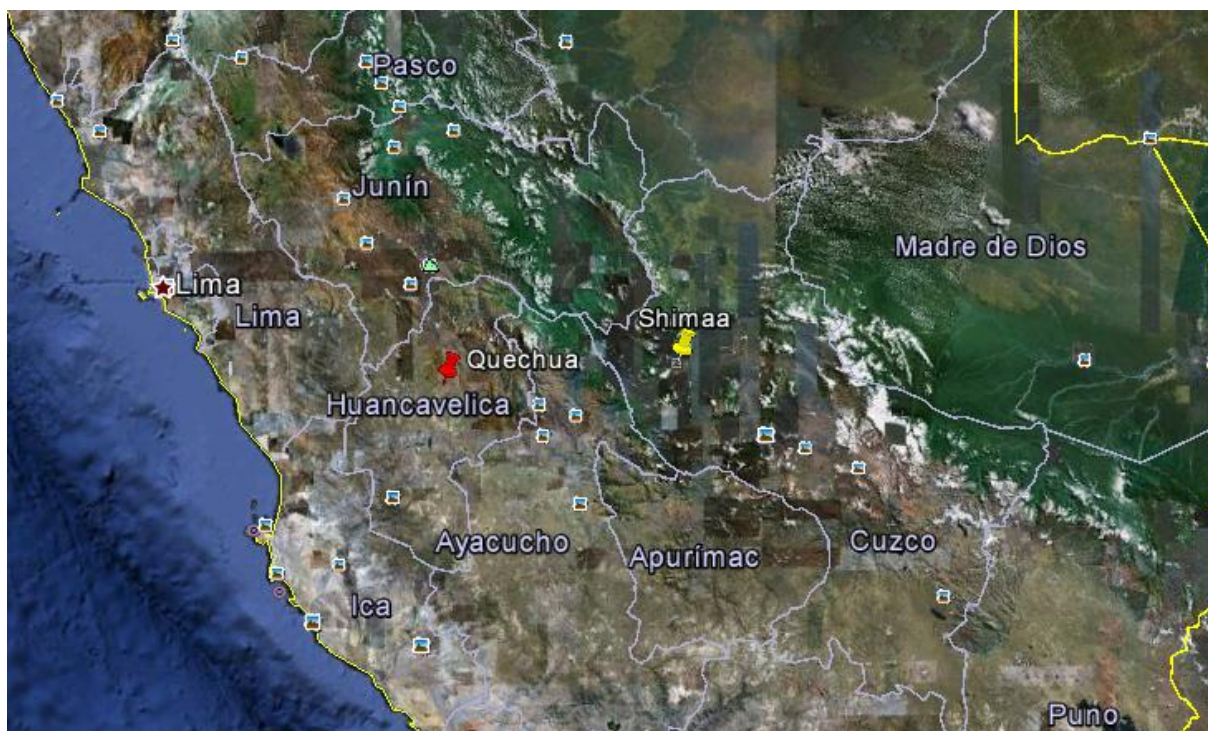 Pasco
Junín
Madre de Dios
Lima
Lima
Shimaa
Quechua
Huancavelica
Ayacucho
Apurímac
Cuzco
Ica
Puno